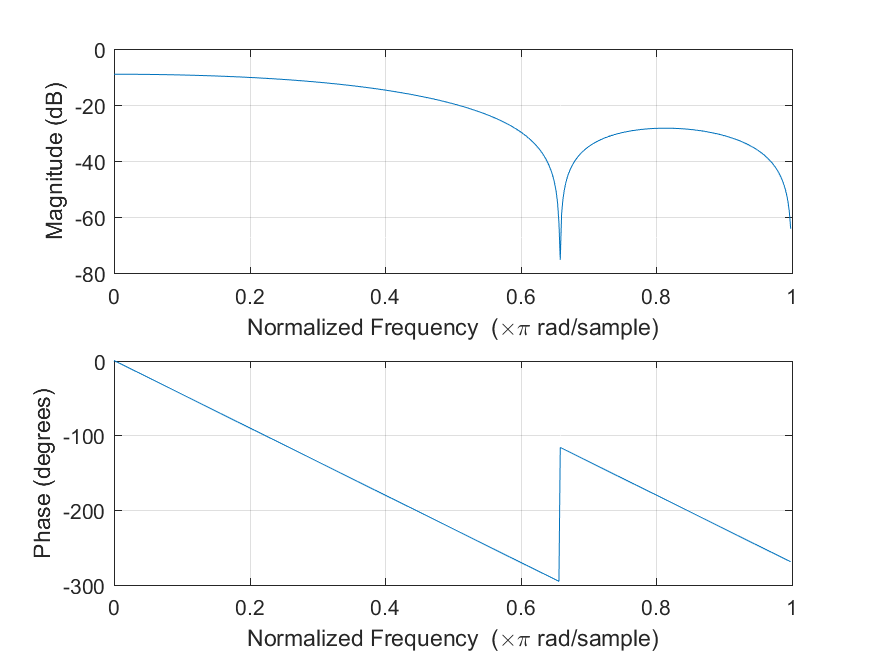 0
-20
-40
-60
-80
Magnitude (dB)
0 0.2 0.4 0.6 0.8 1
Normalized Frequency (×π rad/sample)
0
-100
-200
-300
Phase (degrees)
0 0.2 0.4 0.6 0.8 1
Normalized Frequency (×π rad/sample)